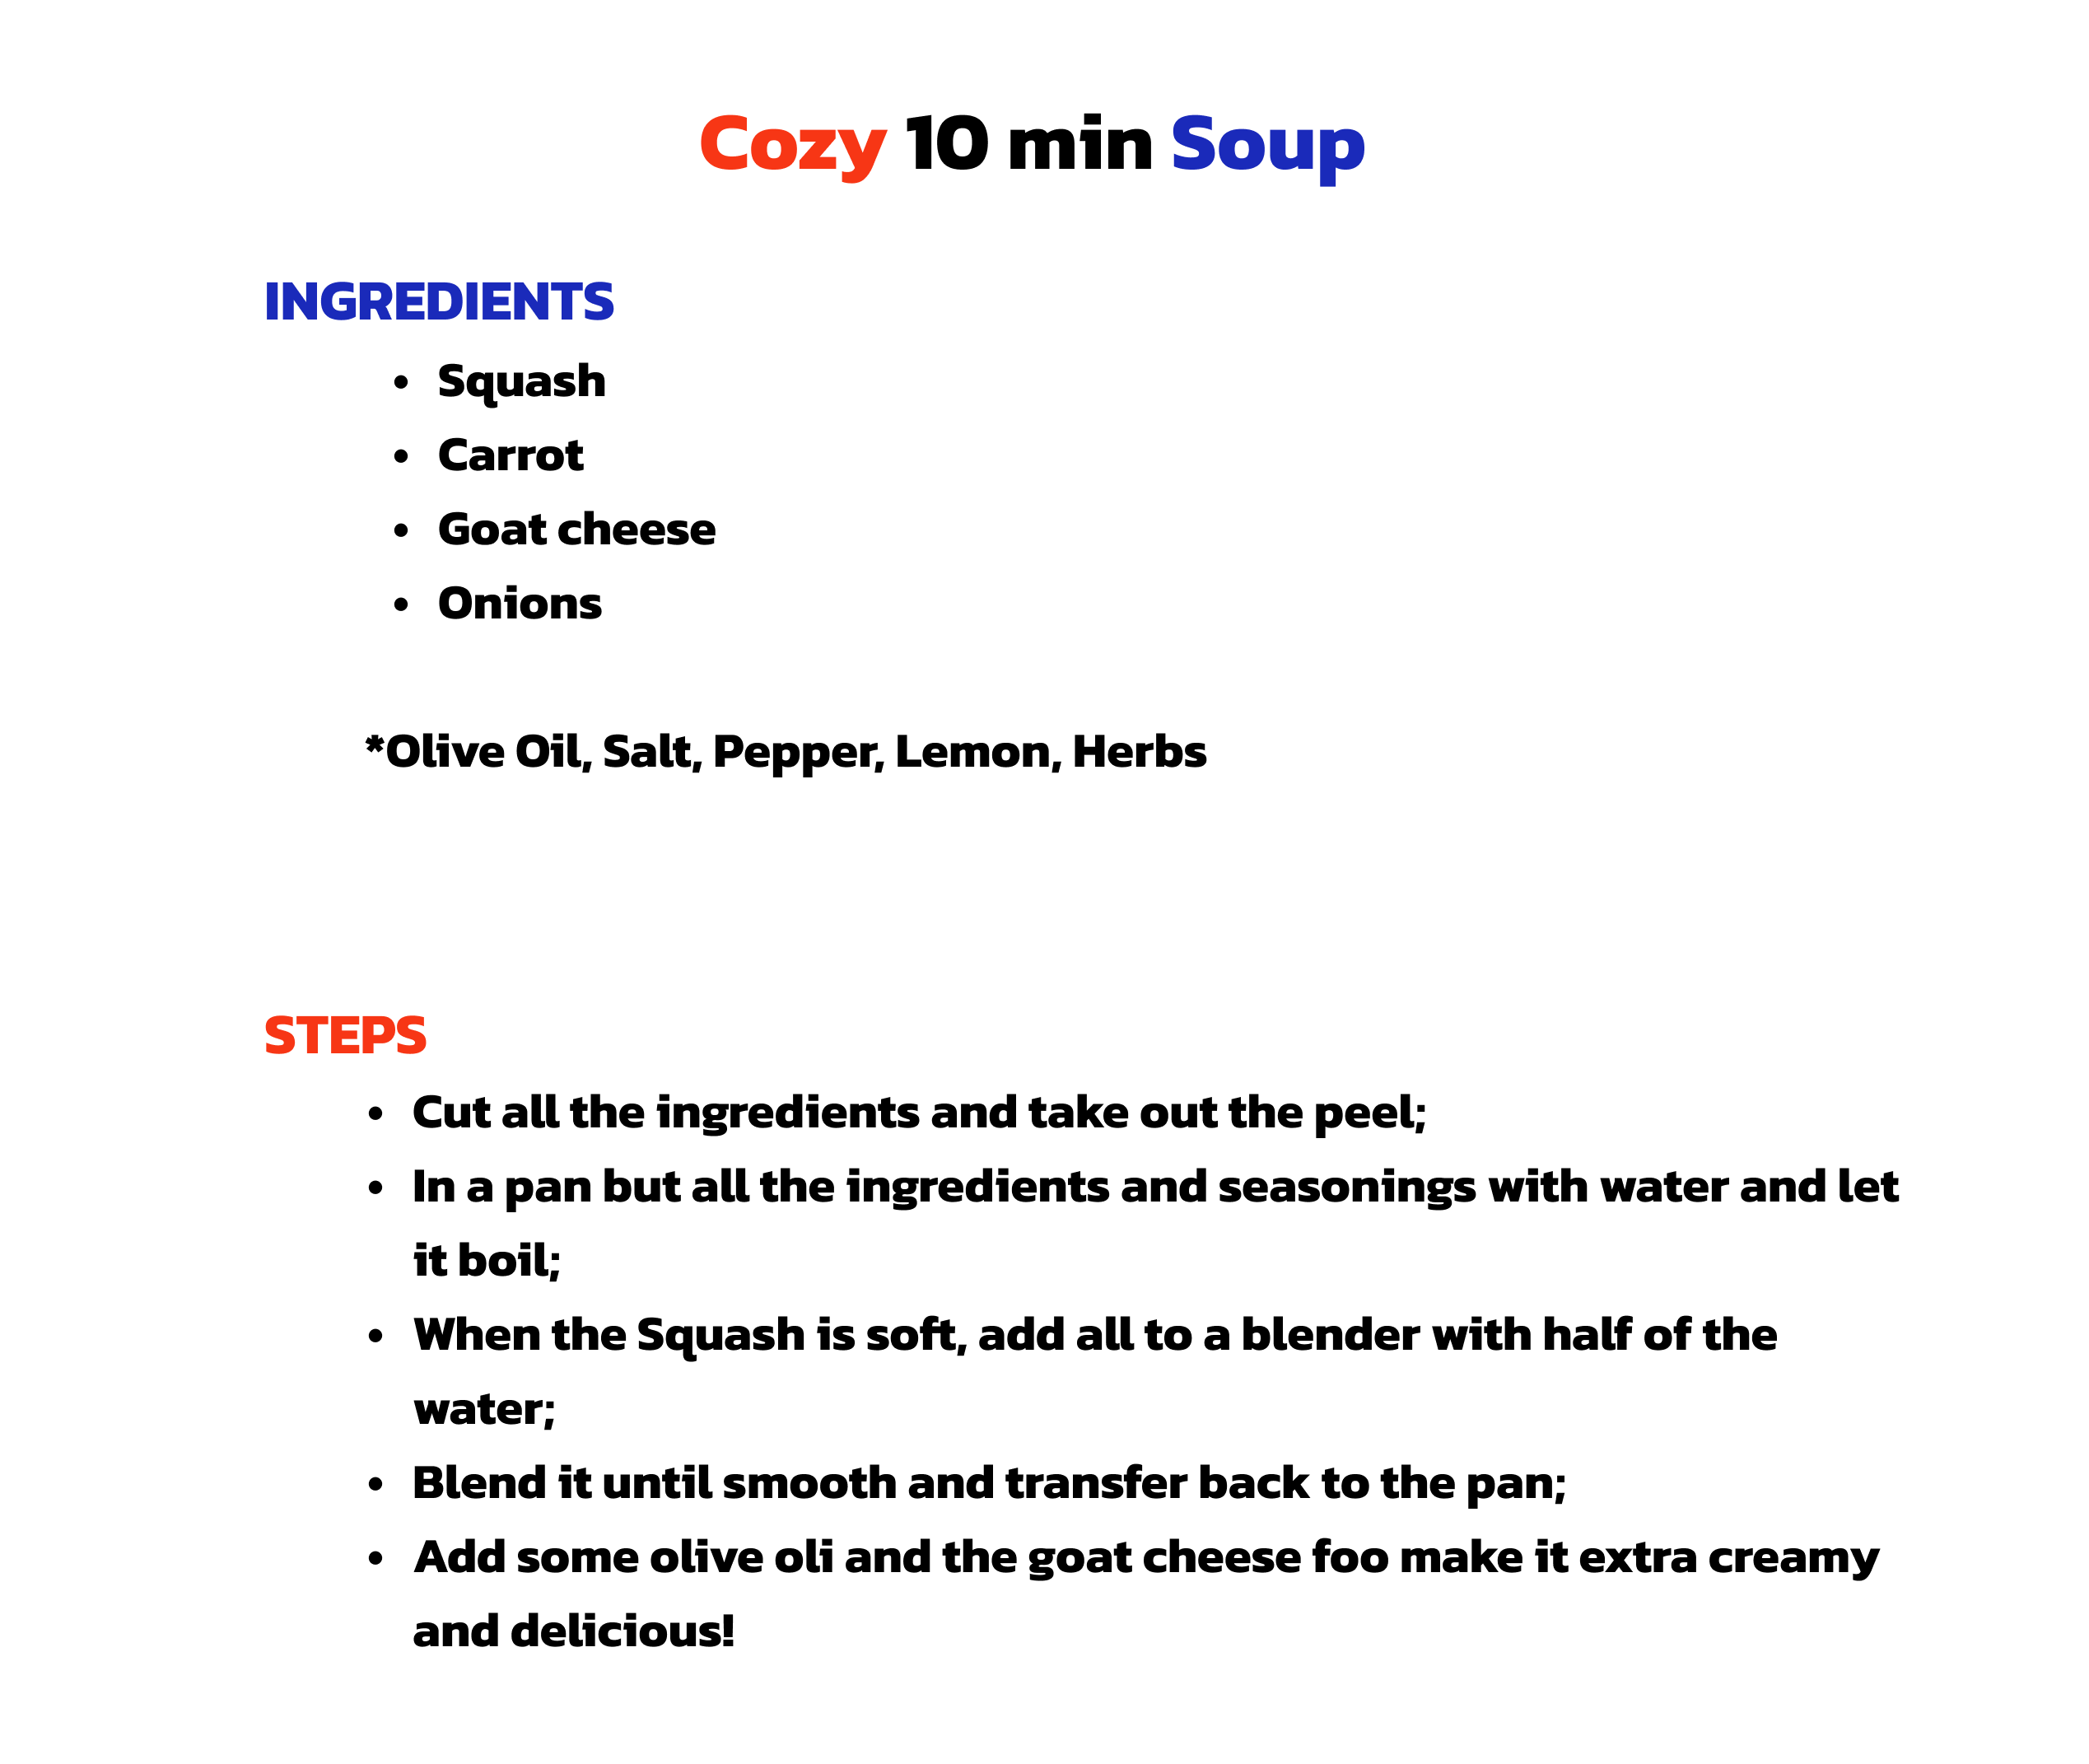 Cozy 10 min Soup
INGREDIENTS
• Squash
• Carrot
• Goat cheese
• Onions
*Olive Oil, Salt, Pepper, Lemon, Herbs
STEPS
• Cut all the ingredients and take out the peel;
• In a pan but all the ingredients and seasonings with water and let
it boil;
• When the Squash is soft, add all to a blender with half of the
water;
• Blend it until smooth and transfer back to the pan;
• Add some olive oli and the goat cheese foo make it extra creamy
and delicious!